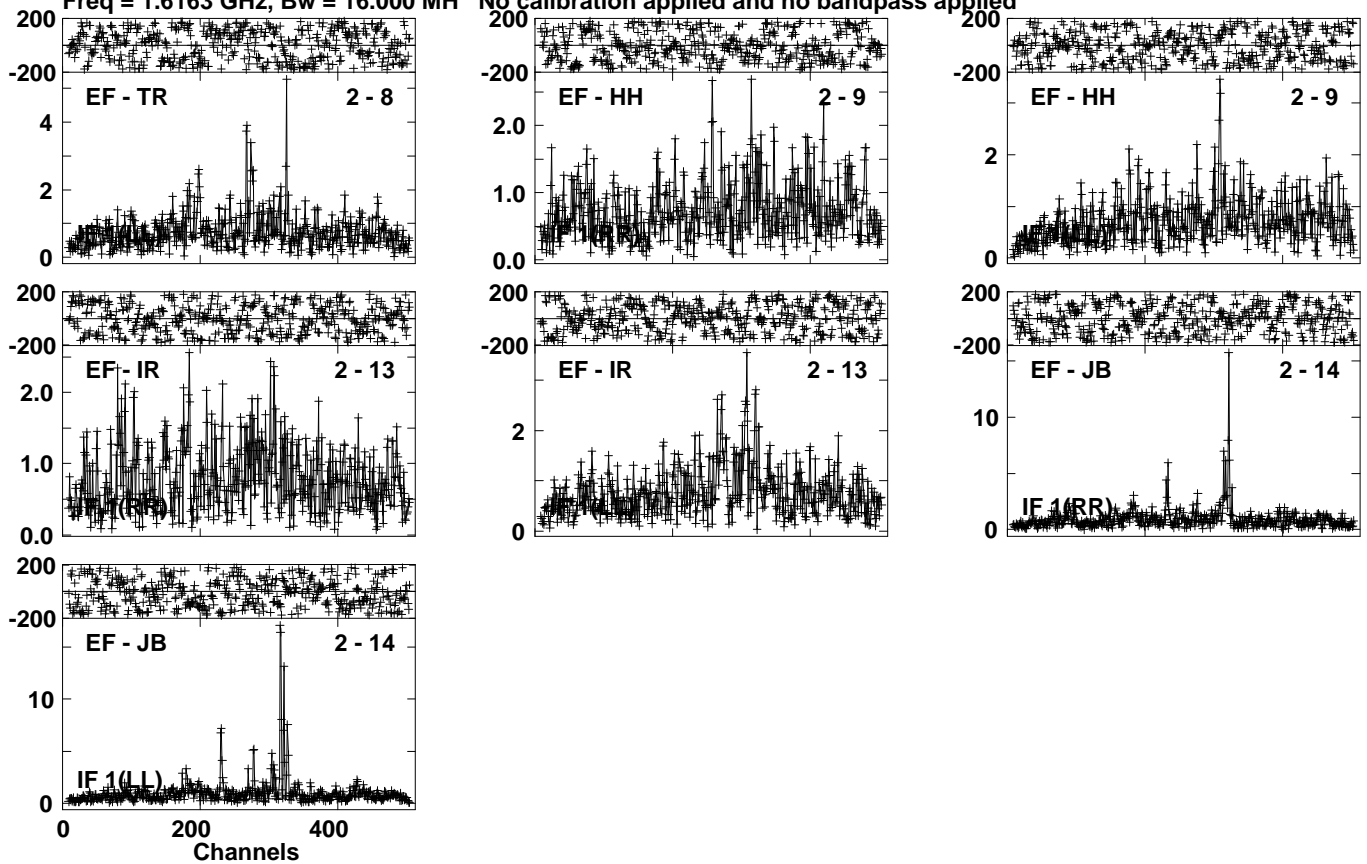 Freq = 1.6163 GHz, Bw = 16.000 MH No calibration applied and no bandpass applied
200
-200
EF - TR 2 - 8
4
2
0
200
-200
EF - HH 2 - 9
2.0
1.0
0.0
200
-200
EF - HH 2 - 9
2
0
200
-200
EF - IR 2 - 13
2.0
1.0
IF 1(RR)
0.0
200
-200
EF - IR 2 - 13
2
0
200
-200
EF - JB 2 - 14
10
IF 1(RR)
0
200
-200
EF - JB 2 - 14
10
IF 1(LL)
0
0 200 400
Channels